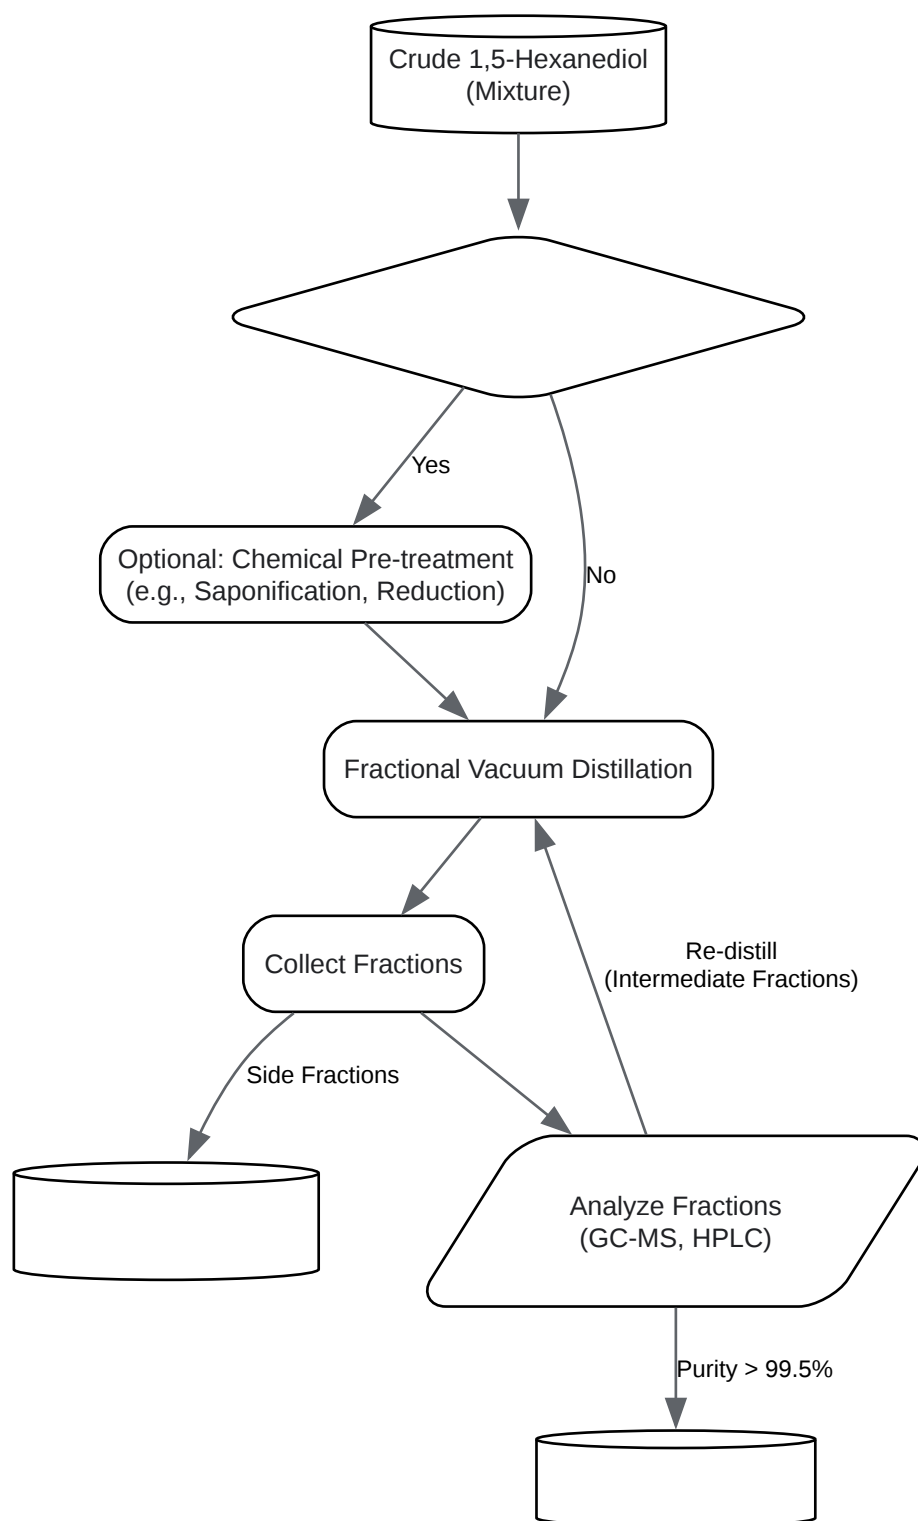 Crude 1,5-Hexanediol
(Mixture)
Yes
Optional: Chemical Pre-treatment
(e.g., Saponification, Reduction)
No
Fractional Vacuum Distillation
Collect Fractions
Re-distill
(Intermediate Fractions)
Side Fractions
Analyze Fractions
(GC-MS, HPLC)
Purity > 99.5%